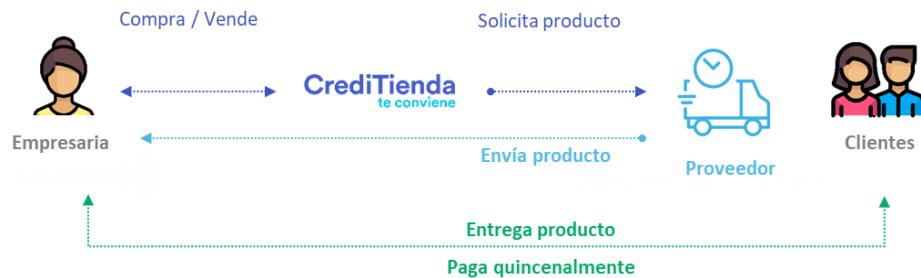 Compra / Vende
Solicita producto
CrediTienda
te conviene
Empresaria
Envía producto
Proveedor
Clientes
Entrega producto
Paga quincenalmente